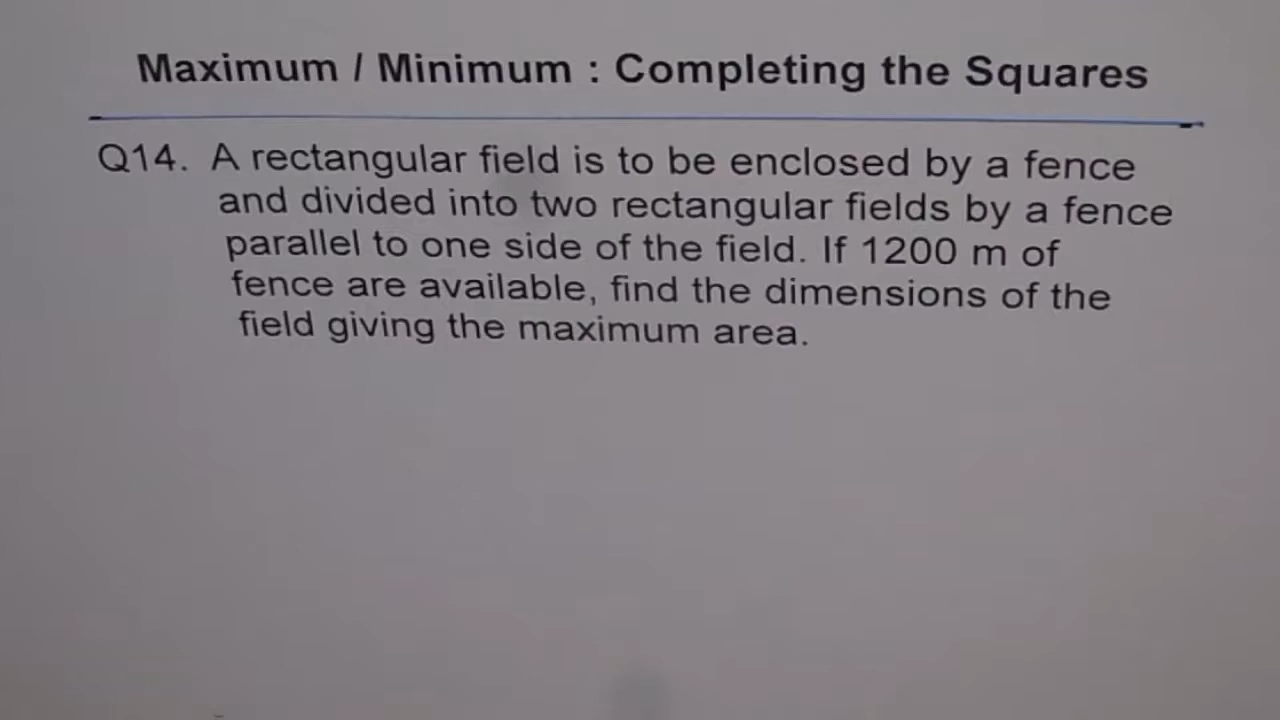 Maximum / Minimum : Completing the Squares
Q14. A rectangular field is to be enclosed by a fence
and divided into two rectangular fields by a fence
parallel to one side of the field. If 1200 m of
fence are available, find the dimensions of the
field giving the maximum area.